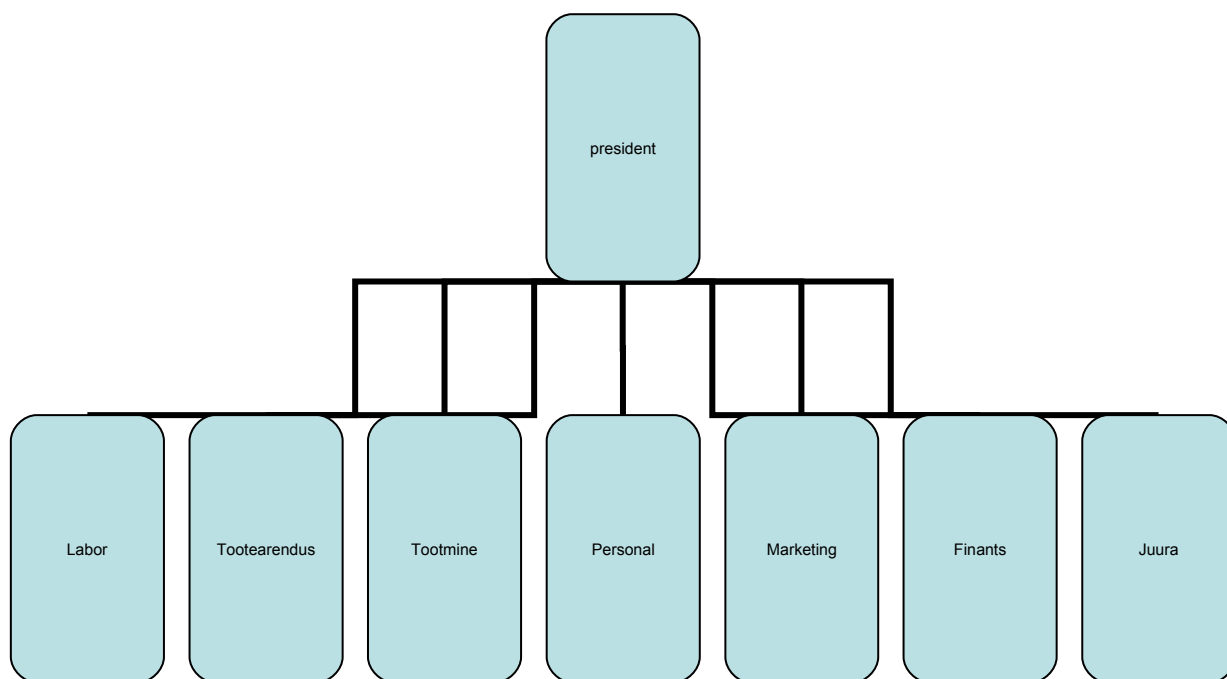 president
Labor
Tootearendus
Tootmine
Personal
Marketing
Finants
Juura